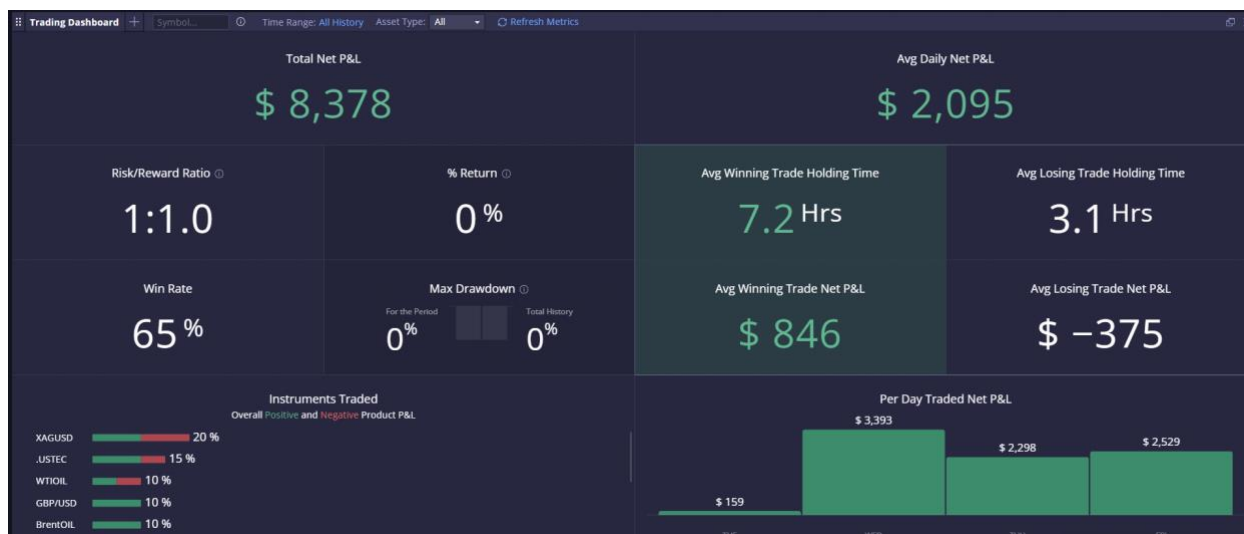 Trading Dashboard + Symbol... Time Range: All History Asset Type: All Refresh Metrics
Total Net P&L
$ 8,378
Avg Daily Net P&L
$ 2,095
Risk/Reward Ratio
1:1.0
% Return
0 %
Avg Winning Trade Holding Time
7.2 Hrs
Avg Losing Trade Holding Time
3.1 Hrs
Win Rate
65 %
Max Drawdown
For the Period
0%
Total History
0%
Avg Winning Trade Net P&L
$ 846
Avg Losing Trade Net P&L
$ −375
Instruments Traded
Overall Positive and Negative Product P&L
XAGUSD 20 %
.USTEC 15 %
WTIOIL 10 %
GBP/USD 10 %
BrentOIL 10 %
Per Day Traded Net P&L
$ 159
$ 3,393
$ 2,298
$ 2,529